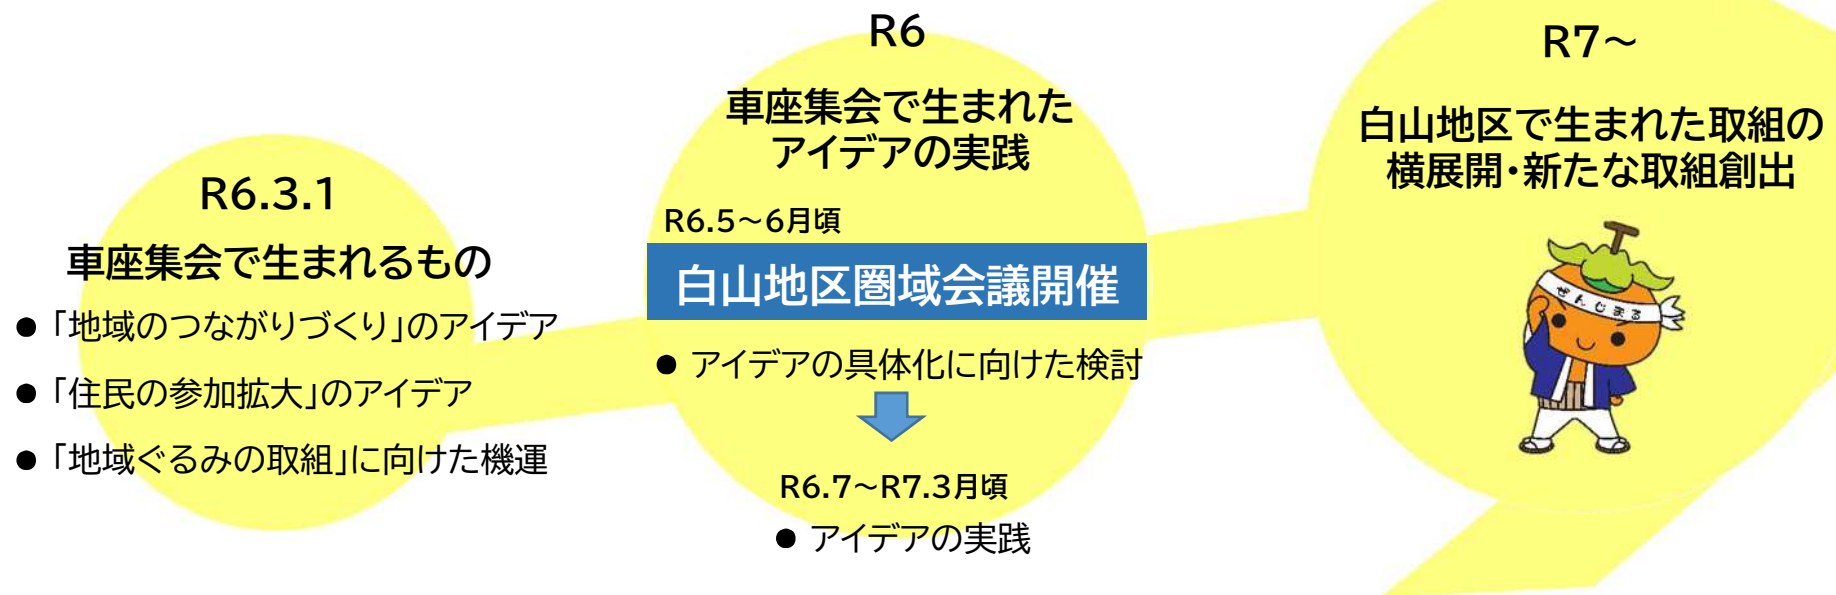 R6.3.1
車座集会で生まれるもの
● 「地域のつながりづくり」のアイデア
● 「住民の参加拡大」のアイデア
● 「地域ぐるみの取組」に向けた機運
R6
車座集会で生まれた
アイデアの実践
R6.5～6月頃
白山地区圏域会議開催
● アイデアの具体化に向けた検討
R6.7～R7.3月頃
● アイデアの実践
R7～
白山地区で生まれた取組の
横展開・新たな取組創出
ぜんじまる